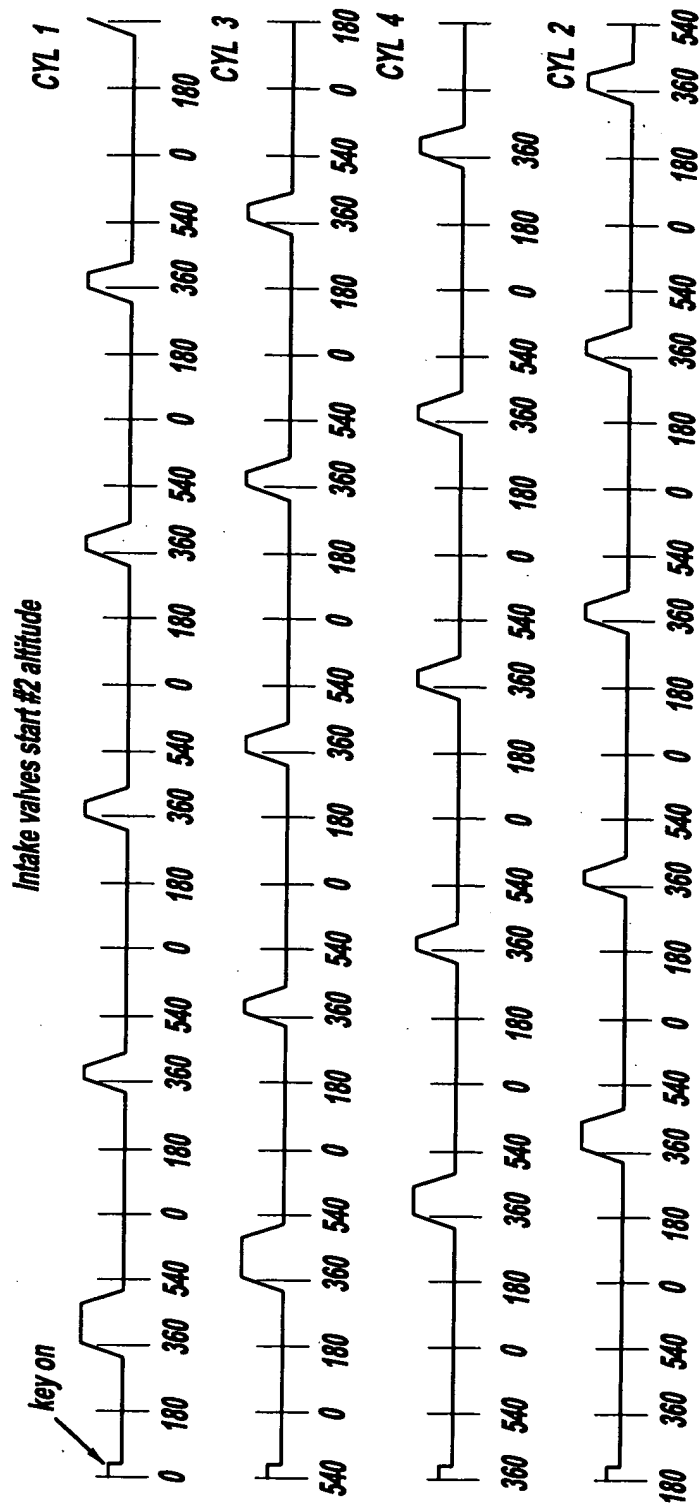 Intake valves start #2 altitude
key on
CYL 1
0 180 360 540 0 180 360 540 0 180 360 540 0 180 360 540 0 180 360 540 0 180
CYL 3
540 0 180 360 540 0 180 360 540 0 180 360 540 0 180 360 540 0 180 360 540 0 180
CYL 4
360 540 0 180 360 540 0 180 360 540 0 180 360 540 0 180 360 540 0 180 360
CYL 2
180 360 540 0 180 360 540 0 180 360 540 0 180 360 540 0 180 360 540 0 180 360 540